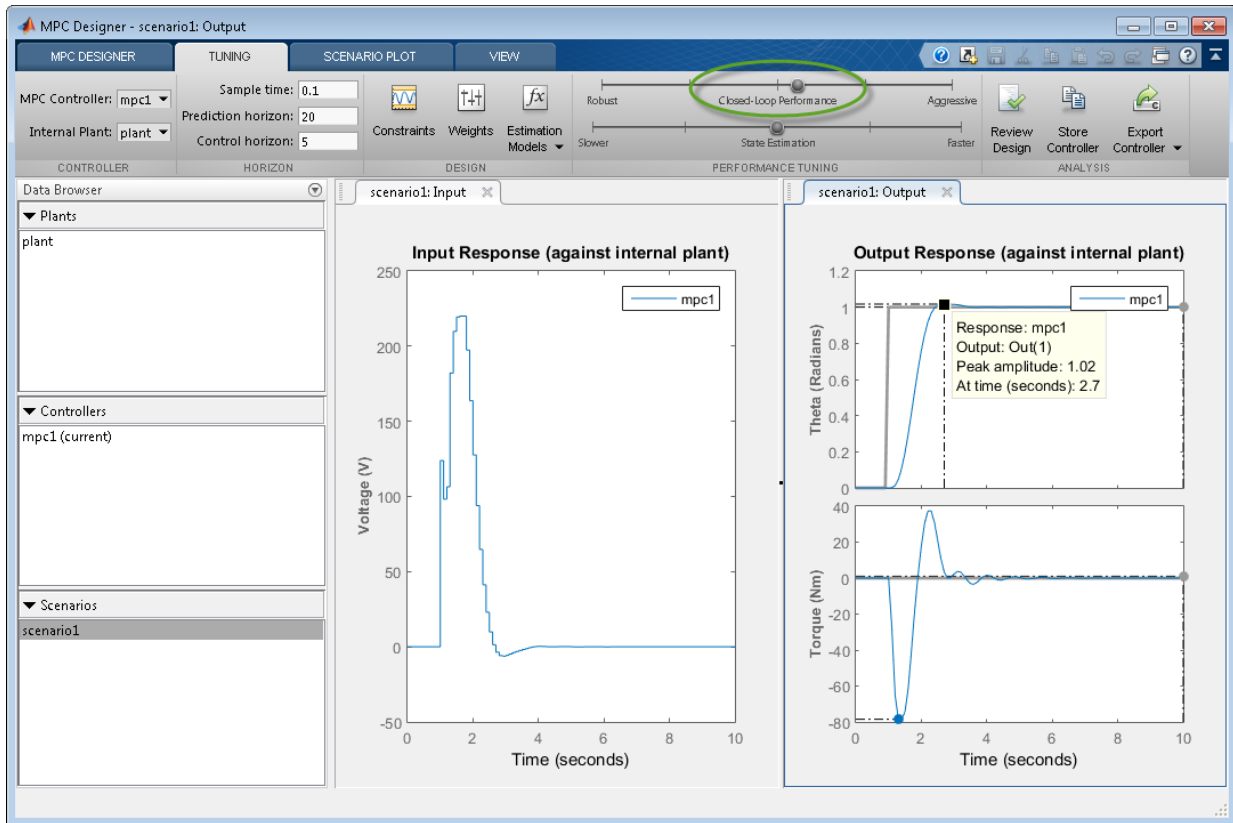 MPC Designer - scenario1: Output
MPC DESIGNER
TUNING
SCENARIO PLOT
VIEW
MPC Controller: mpc1
Internal Plant: plant
CONTROLLER
Sample time: 0.1
Prediction horizon: 20
Control horizon: 5
HORIZON
Constraints
Weights
Estimation Models
DESIGN
Robust
Closed-Loop Performance
Aggressive
Slower
State Estimation
Faster
PERFORMANCE TUNING
Review Design
Store Controller
Export Controller
ANALYSIS
Data Browser
Plants
plant
Controllers
mpc1 (current)
Scenarios
scenario1
scenario1: Input
Input Response (against internal plant)
mpc1
250
200
150
100
50
0
-50
Voltage (V)
0 2 4 6 8 10
Time (seconds)
scenario1: Output
Output Response (against internal plant)
mpc1
1.2
1
0.8
0.6
0.4
0.2
0
Theta (Radians)
Response: mpc1
Output: Out(1)
Peak amplitude: 1.02
At time (seconds): 2.7
40
20
0
-20
-40
-60
-80
Torque (Nm)
0 2 4 6 8 10
Time (seconds)